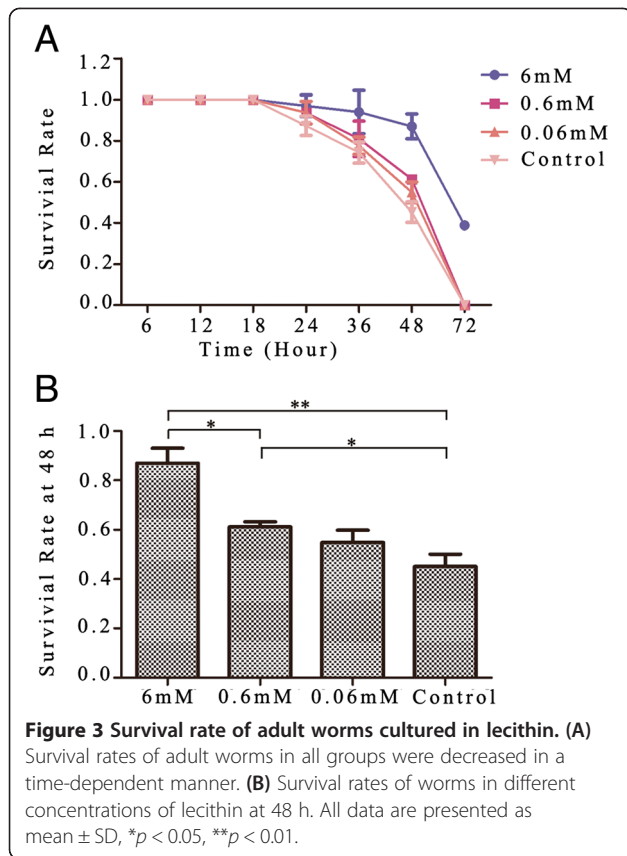 A
1.2
1.0
0.8
0.6
0.4
0.2
0.0
Survivial Rate
6 12 18 24 36 48 72
Time (Hour)
6mM
0.6mM
0.06mM
Control
B
**
* *
1.0
0.8
0.6
0.4
0.2
0.0
Survivial Rate at 48 h
6mM 0.6mM 0.06mM Control
Figure 3 Survival rate of adult worms cultured in lecithin. (A)
Survival rates of adult worms in all groups were decreased in a
time-dependent manner. (B) Survival rates of worms in different
concentrations of lecithin at 48 h. All data are presented as
mean ± SD, *p < 0.05, **p < 0.01.